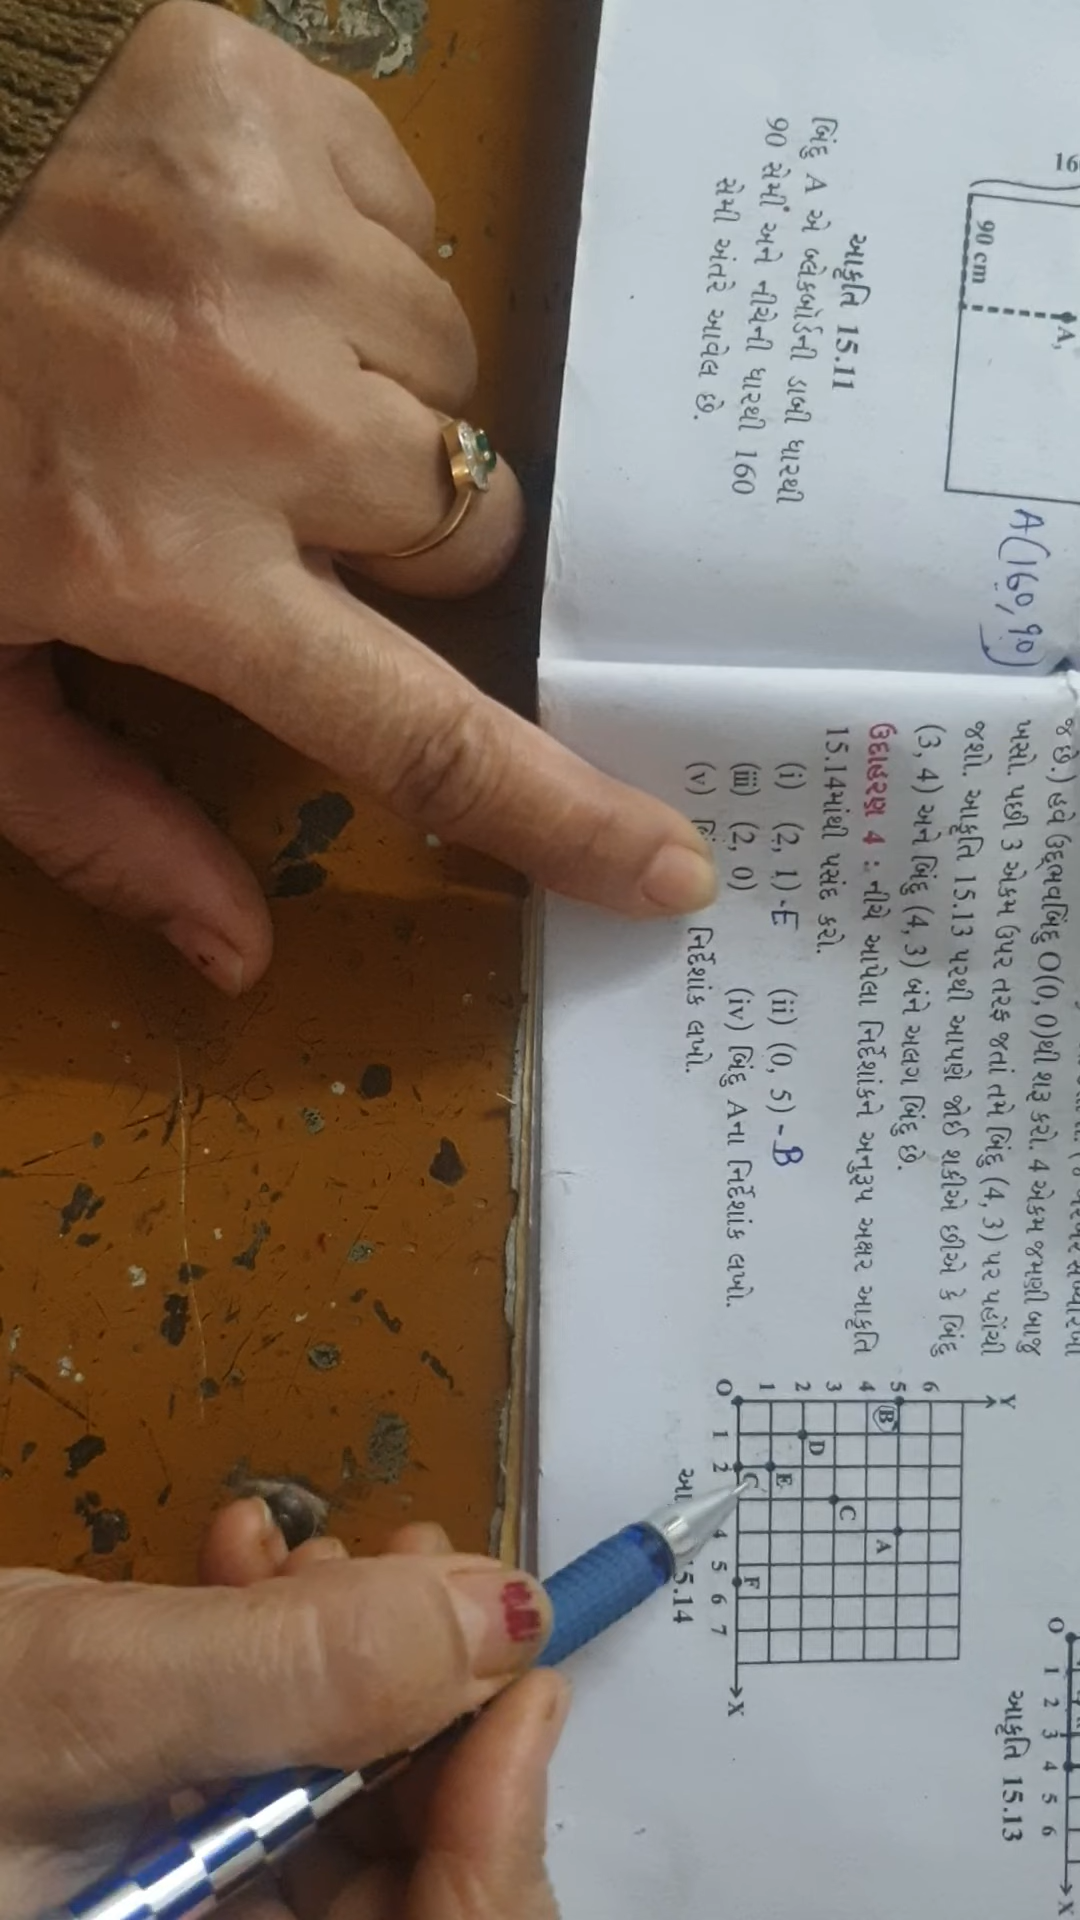 16
A,
90 cm
A(160,90)
આકૃતિ 15.11
બિંદુ A એ બ્લેકબોર્ડની ડાબી ધારથી
90 સેમી અને નીચેની ધારથી 160
સેમી અંતરે આવેલ છે.
જ છે.) હવે ઉદ્દભવબિંદુ O(0, 0)થી શરૂ કરો. 4 એકમ જમણી બાજુ
ખસો. પછી 3 એકમ ઉપર તરફ જતાં તમે બિંદુ (4, 3) પર પહોંચી
જશો. આકૃતિ 15.13 પરથી આપણે જોઈ શકીએ છીએ કે બિંદુ
(3, 4) અને બિંદુ (4, 3) બંને અલગ બિંદુ છે.
ઉદાહરણ 4 : નીચે આપેલા નિર્દેશાંકને અનુરૂપ અક્ષર આકૃતિ
15.14માંથી પસંદ કરો.
(i) (2, 1) - E (ii) (0, 5) - B
(iii) (2, 0) (iv) બિંદુ Aના નિર્દેશાંક લખો.
(v) નિર્દેશાંક લખો.
Y
6
5 B A
4
3 C
2 D
1 E
G F
O 1 2 4 5 6 7 X
5.14
O 1 2 3 4 5 6 X
આકૃતિ 15.13